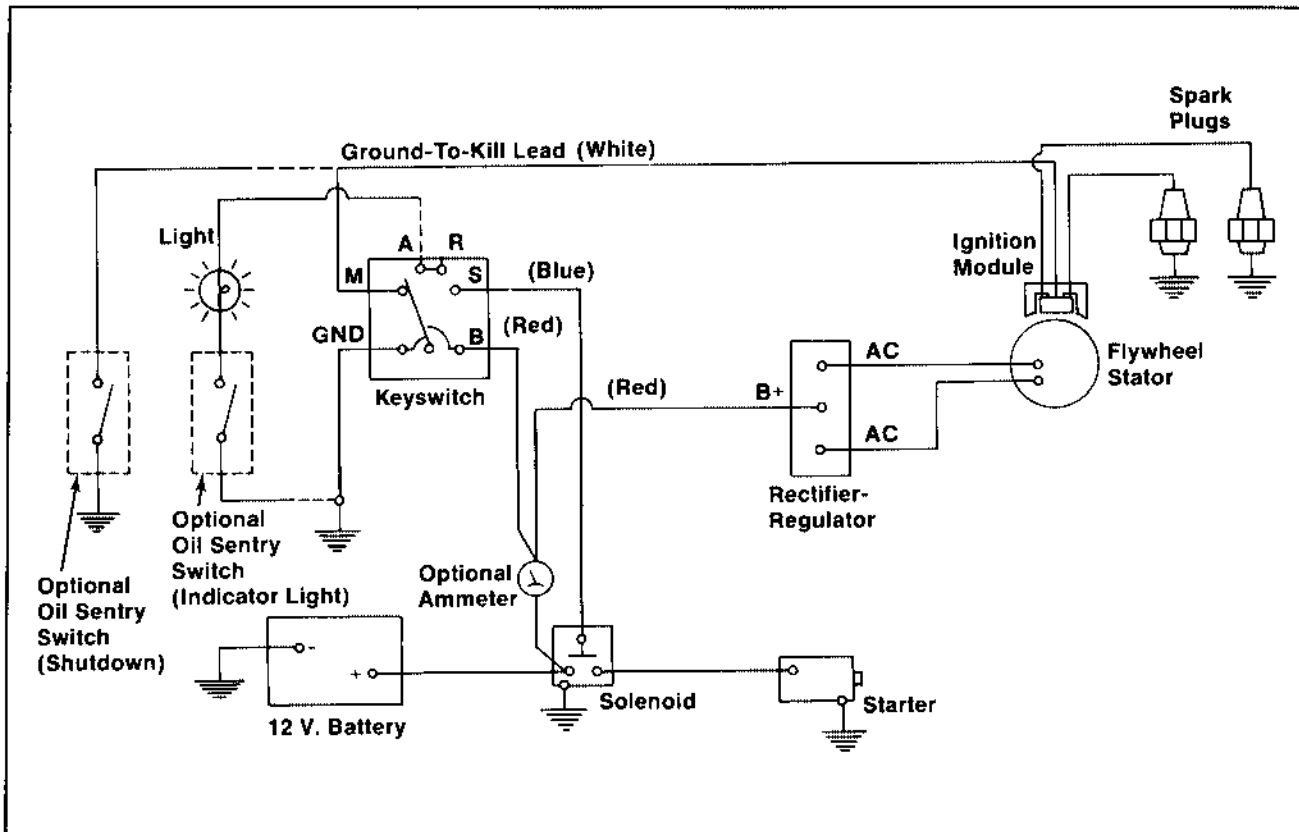 Spark
Plugs
Ground-To-Kill Lead (White)
Light
A
R
M
S
(Blue)
Ignition
Module
GND
B
(Red)
Keyswitch
(Red)
B+
AC
AC
Flywheel
Stator
Rectifier-
Regulator
Optional
Oil Sentry
Switch
(Indicator Light)
Optional
Oil Sentry
Switch
(Shutdown)
Optional
Ammeter
-
+
12 V. Battery
Solenoid
Starter